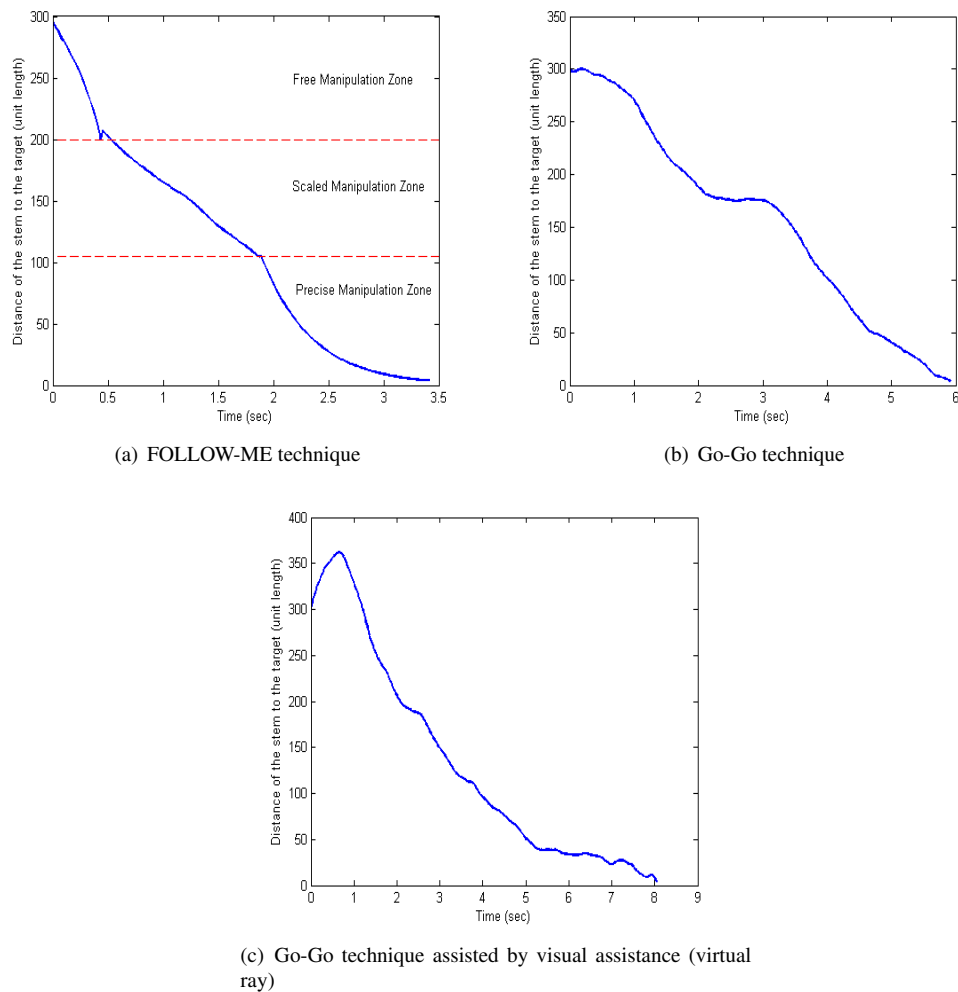 300
250
200
150
100
50
0
Distance of the stem to the target (unit length)
Free Manipulation Zone
Scaled Manipulation Zone
Precise Manipulation Zone
0 0.5 1 1.5 2 2.5 3 3.5
Time (sec)
(a) FOLLOW-ME technique
350
300
250
200
150
100
50
0
Distance of the stem to the target (unit length)
0 1 2 3 4 5 6
Time (sec)
(b) Go-Go technique
400
350
300
250
200
150
100
50
0
Distance of the stem to the target (unit length)
0 1 2 3 4 5 6 7 8 9
Time (sec)
(c) Go-Go technique assisted by visual assistance (virtual
ray)